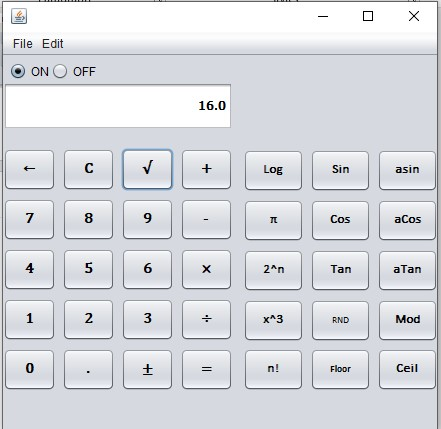 File Edit
ON OFF
16.0
← C √ + Log Sin asin
7 8 9 - π Cos aCos
4 5 6 × 2^n Tan aTan
1 2 3 ÷ x^3 RND Mod
0 . ± = n! Floor Ceil